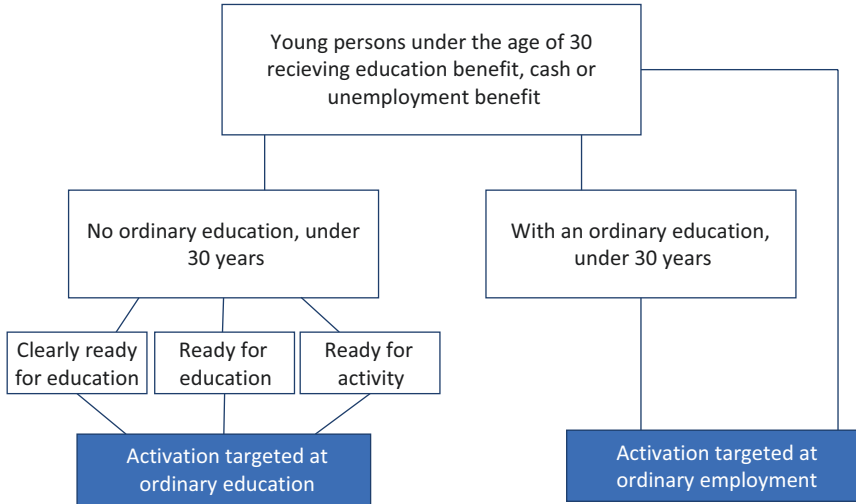 Young persons under the age of 30
recieving education benefit, cash or
unemployment benefit
No ordinary education, under
30 years
With an ordinary education,
under 30 years
Clearly ready
for education
Ready for
education
Ready for
activity
Activation targeted at
ordinary education
Activation targeted at
ordinary employment